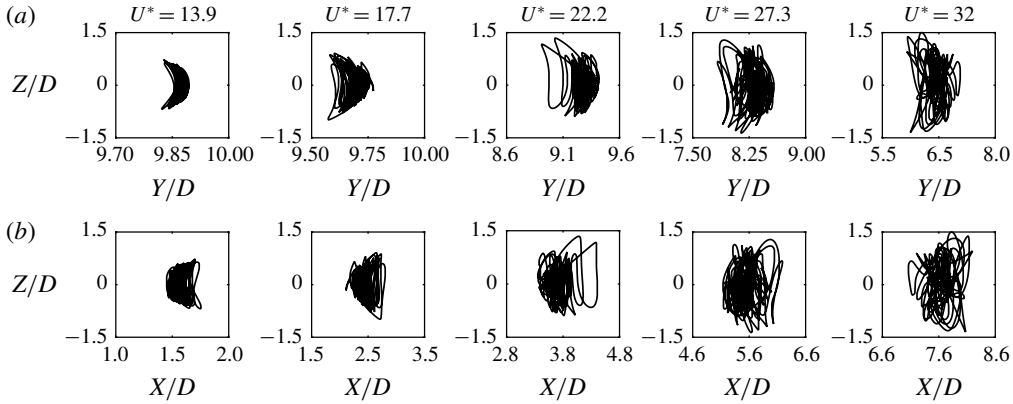 (a) U* = 13.9 U* = 17.7 U* = 22.2 U* = 27.3 U* = 32
1.5 1.5 1.5 1.5 1.5
Z/D 0 0 0 0 0
−1.5 −1.5 −1.5 −1.5 −1.5
9.70 9.85 10.00 9.50 9.75 10.00 8.6 9.1 9.6 7.50 8.25 9.00 5.5 6.5 8.0
Y/D Y/D Y/D Y/D Y/D
(b) 1.5 1.5 1.5 1.5 1.5
Z/D 0 0 0 0 0
−1.5 −1.5 −1.5 −1.5 −1.5
1.0 1.5 2.0 1.5 2.5 3.5 2.8 3.8 4.8 4.6 5.6 6.6 6.6 7.6 8.6
X/D X/D X/D X/D X/D